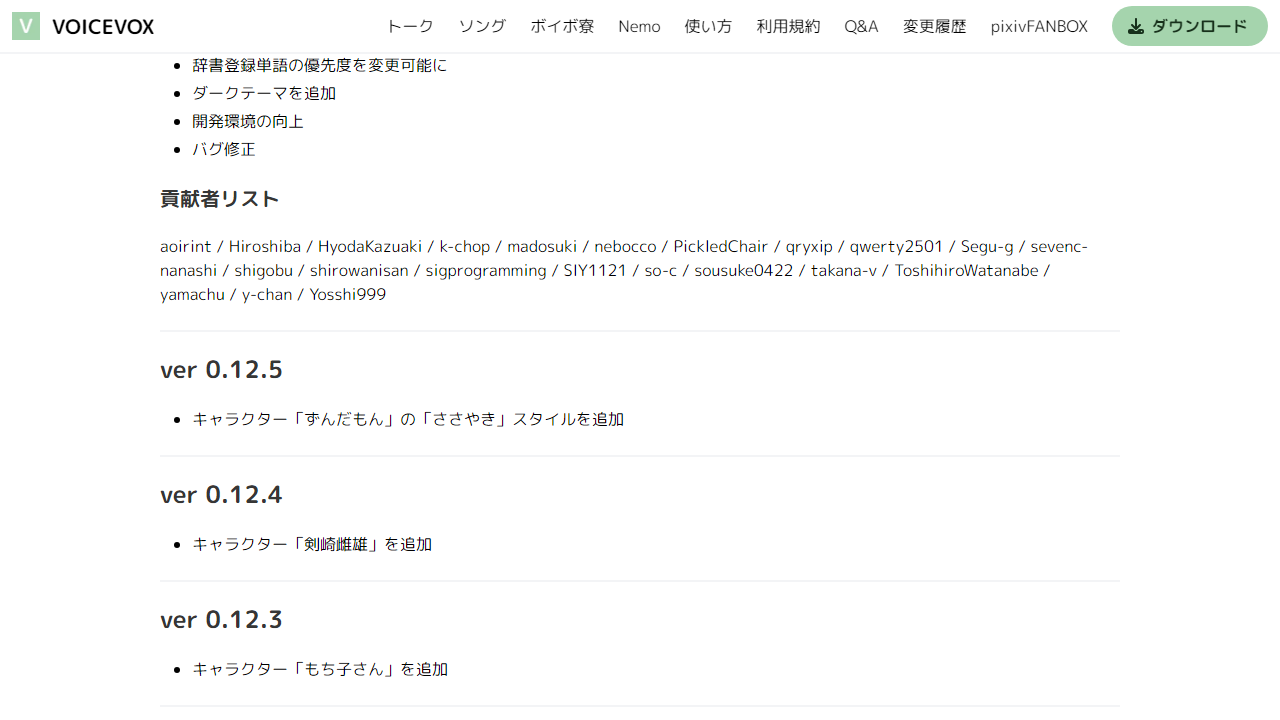 V VOICEVOX トーク ソング ボイボ寮 Nemo 使い方 利用規約 Q&A 変更履歴 pixivFANBOX ダウンロード
辞書登録単語の優先度を変更可能に
ダークテーマを追加
開発環境の向上
バグ修正
貢献者リスト
aoirint / Hiroshiba / HyodaKazuaki / k-chop / madosuki / nebocco / PickledChair / qryxip / qwerty2501 / Segu-g / sevenc-
nanashi / shigobu / shirowanisan / sigprogramming / SIY1121 / so-c / sousuke0422 / takana-v / ToshihiroWatanabe /
yamachu / y-chan / Yosshi999
ver 0.12.5
キャラクター「ずんだもん」の「ささやき」スタイルを追加
ver 0.12.4
キャラクター「剣崎雌雄」を追加
ver 0.12.3
キャラクター「もち子さん」を追加